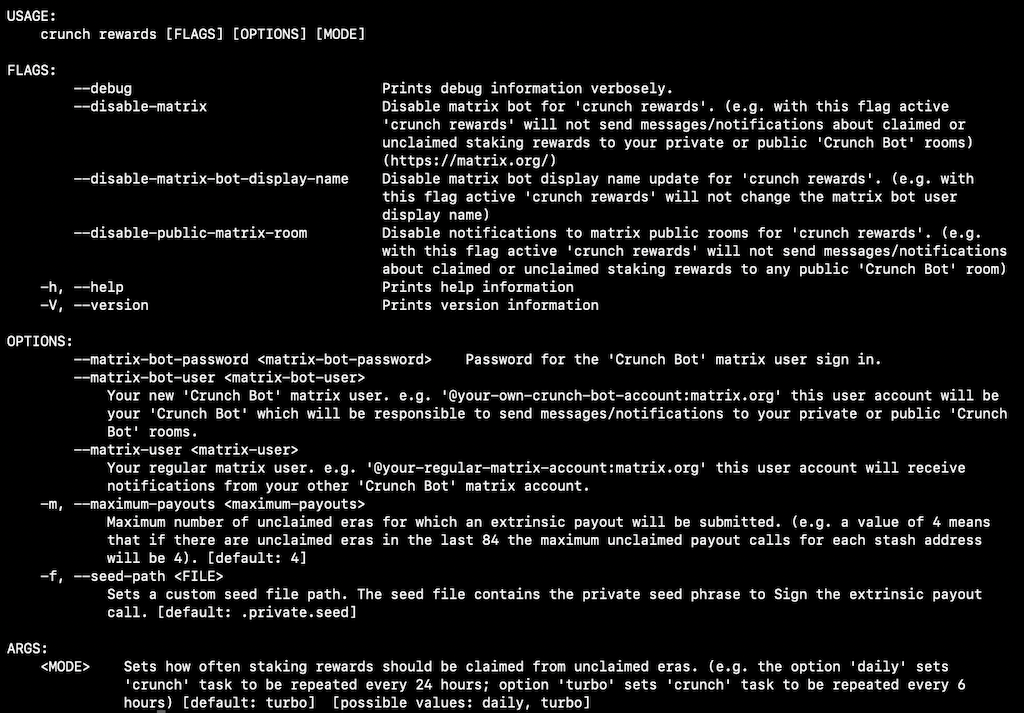 USAGE:
    crunch rewards [FLAGS] [OPTIONS] [MODE]

FLAGS:
        --debug                         Prints debug information verbosely.
        --disable-matrix                Disable matrix bot for 'crunch rewards'. (e.g. with this flag active
                                        'crunch rewards' will not send messages/notifications about claimed or
                                        unclaimed staking rewards to your private or public 'Crunch Bot' rooms)
                                        (https://matrix.org/)
        --disable-matrix-bot-display-name    Disable matrix bot display name update for 'crunch rewards'. (e.g. with
                                        this flag active 'crunch rewards' will not change the matrix bot user
                                        display name)
        --disable-public-matrix-room    Disable notifications to matrix public rooms for 'crunch rewards'. (e.g.
                                        with this flag active 'crunch rewards' will not send messages/notifications
                                        about claimed or unclaimed staking rewards to any public 'Crunch Bot' room)
    -h, --help                          Prints help information
    -V, --version                       Prints version information

OPTIONS:
        --matrix-bot-password <matrix-bot-password>    Password for the 'Crunch Bot' matrix user sign in.
        --matrix-bot-user <matrix-bot-user>
            Your new 'Crunch Bot' matrix user. e.g. '@your-own-crunch-bot-account:matrix.org' this user account will be
            your 'Crunch Bot' which will be responsible to send messages/notifications to your private or public 'Crunch
            Bot' rooms.
        --matrix-user <matrix-user>
            Your regular matrix user. e.g. '@your-regular-matrix-account:matrix.org' this user account will receive
            notifications from your other 'Crunch Bot' matrix account.
    -m, --maximum-payouts <maximum-payouts>
            Maximum number of unclaimed eras for which an extrinsic payout will be submitted. (e.g. a value of 4 means
            that if there are unclaimed eras in the last 84 the maximum unclaimed payout calls for each stash address
            will be 4). [default: 4]
    -f, --seed-path <FILE>
            Sets a custom seed file path. The seed file contains the private seed phrase to Sign the extrinsic payout
            call. [default: .private.seed]

ARGS:
    <MODE>    Sets how often staking rewards should be claimed from unclaimed eras. (e.g. the option 'daily' sets
              'crunch' task to be repeated every 24 hours; option 'turbo' sets 'crunch' task to be repeated every 6
              hours) [default: turbo]  [possible values: daily, turbo]